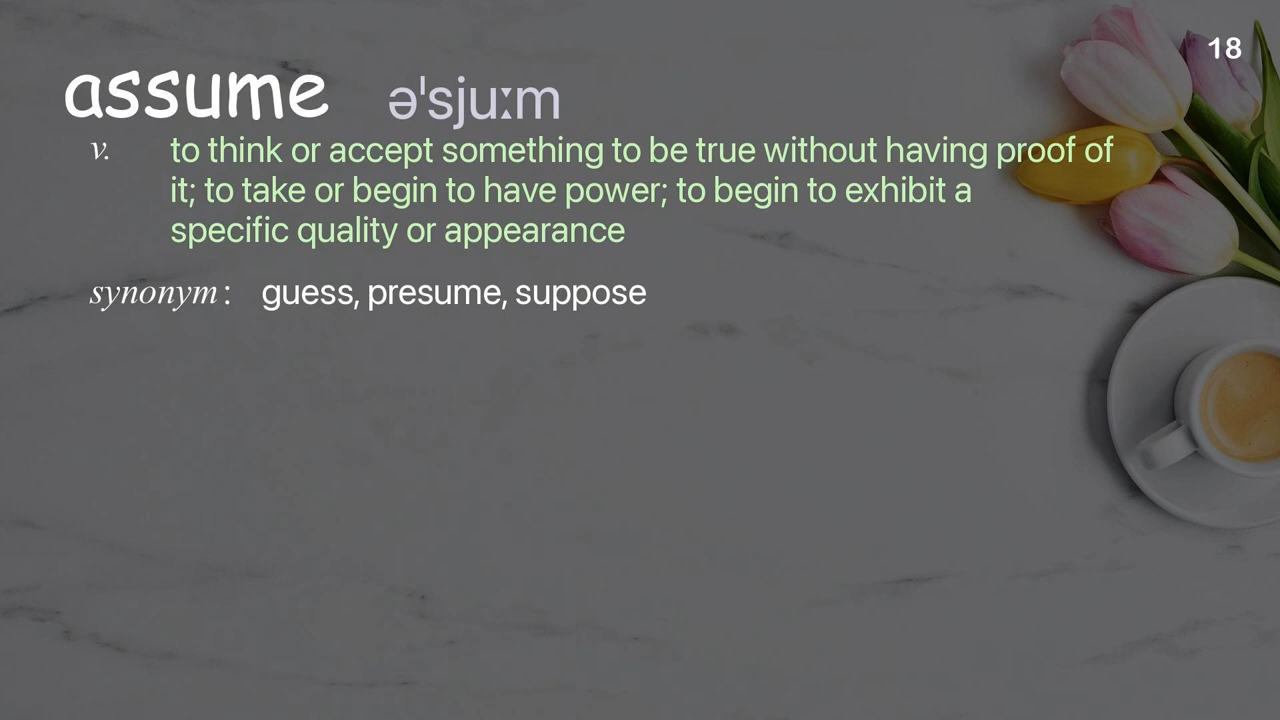 18
assume əˈsjuːm
v. to think or accept something to be true without having proof of
it; to take or begin to have power; to begin to exhibit a
specific quality or appearance
synonym : guess, presume, suppose